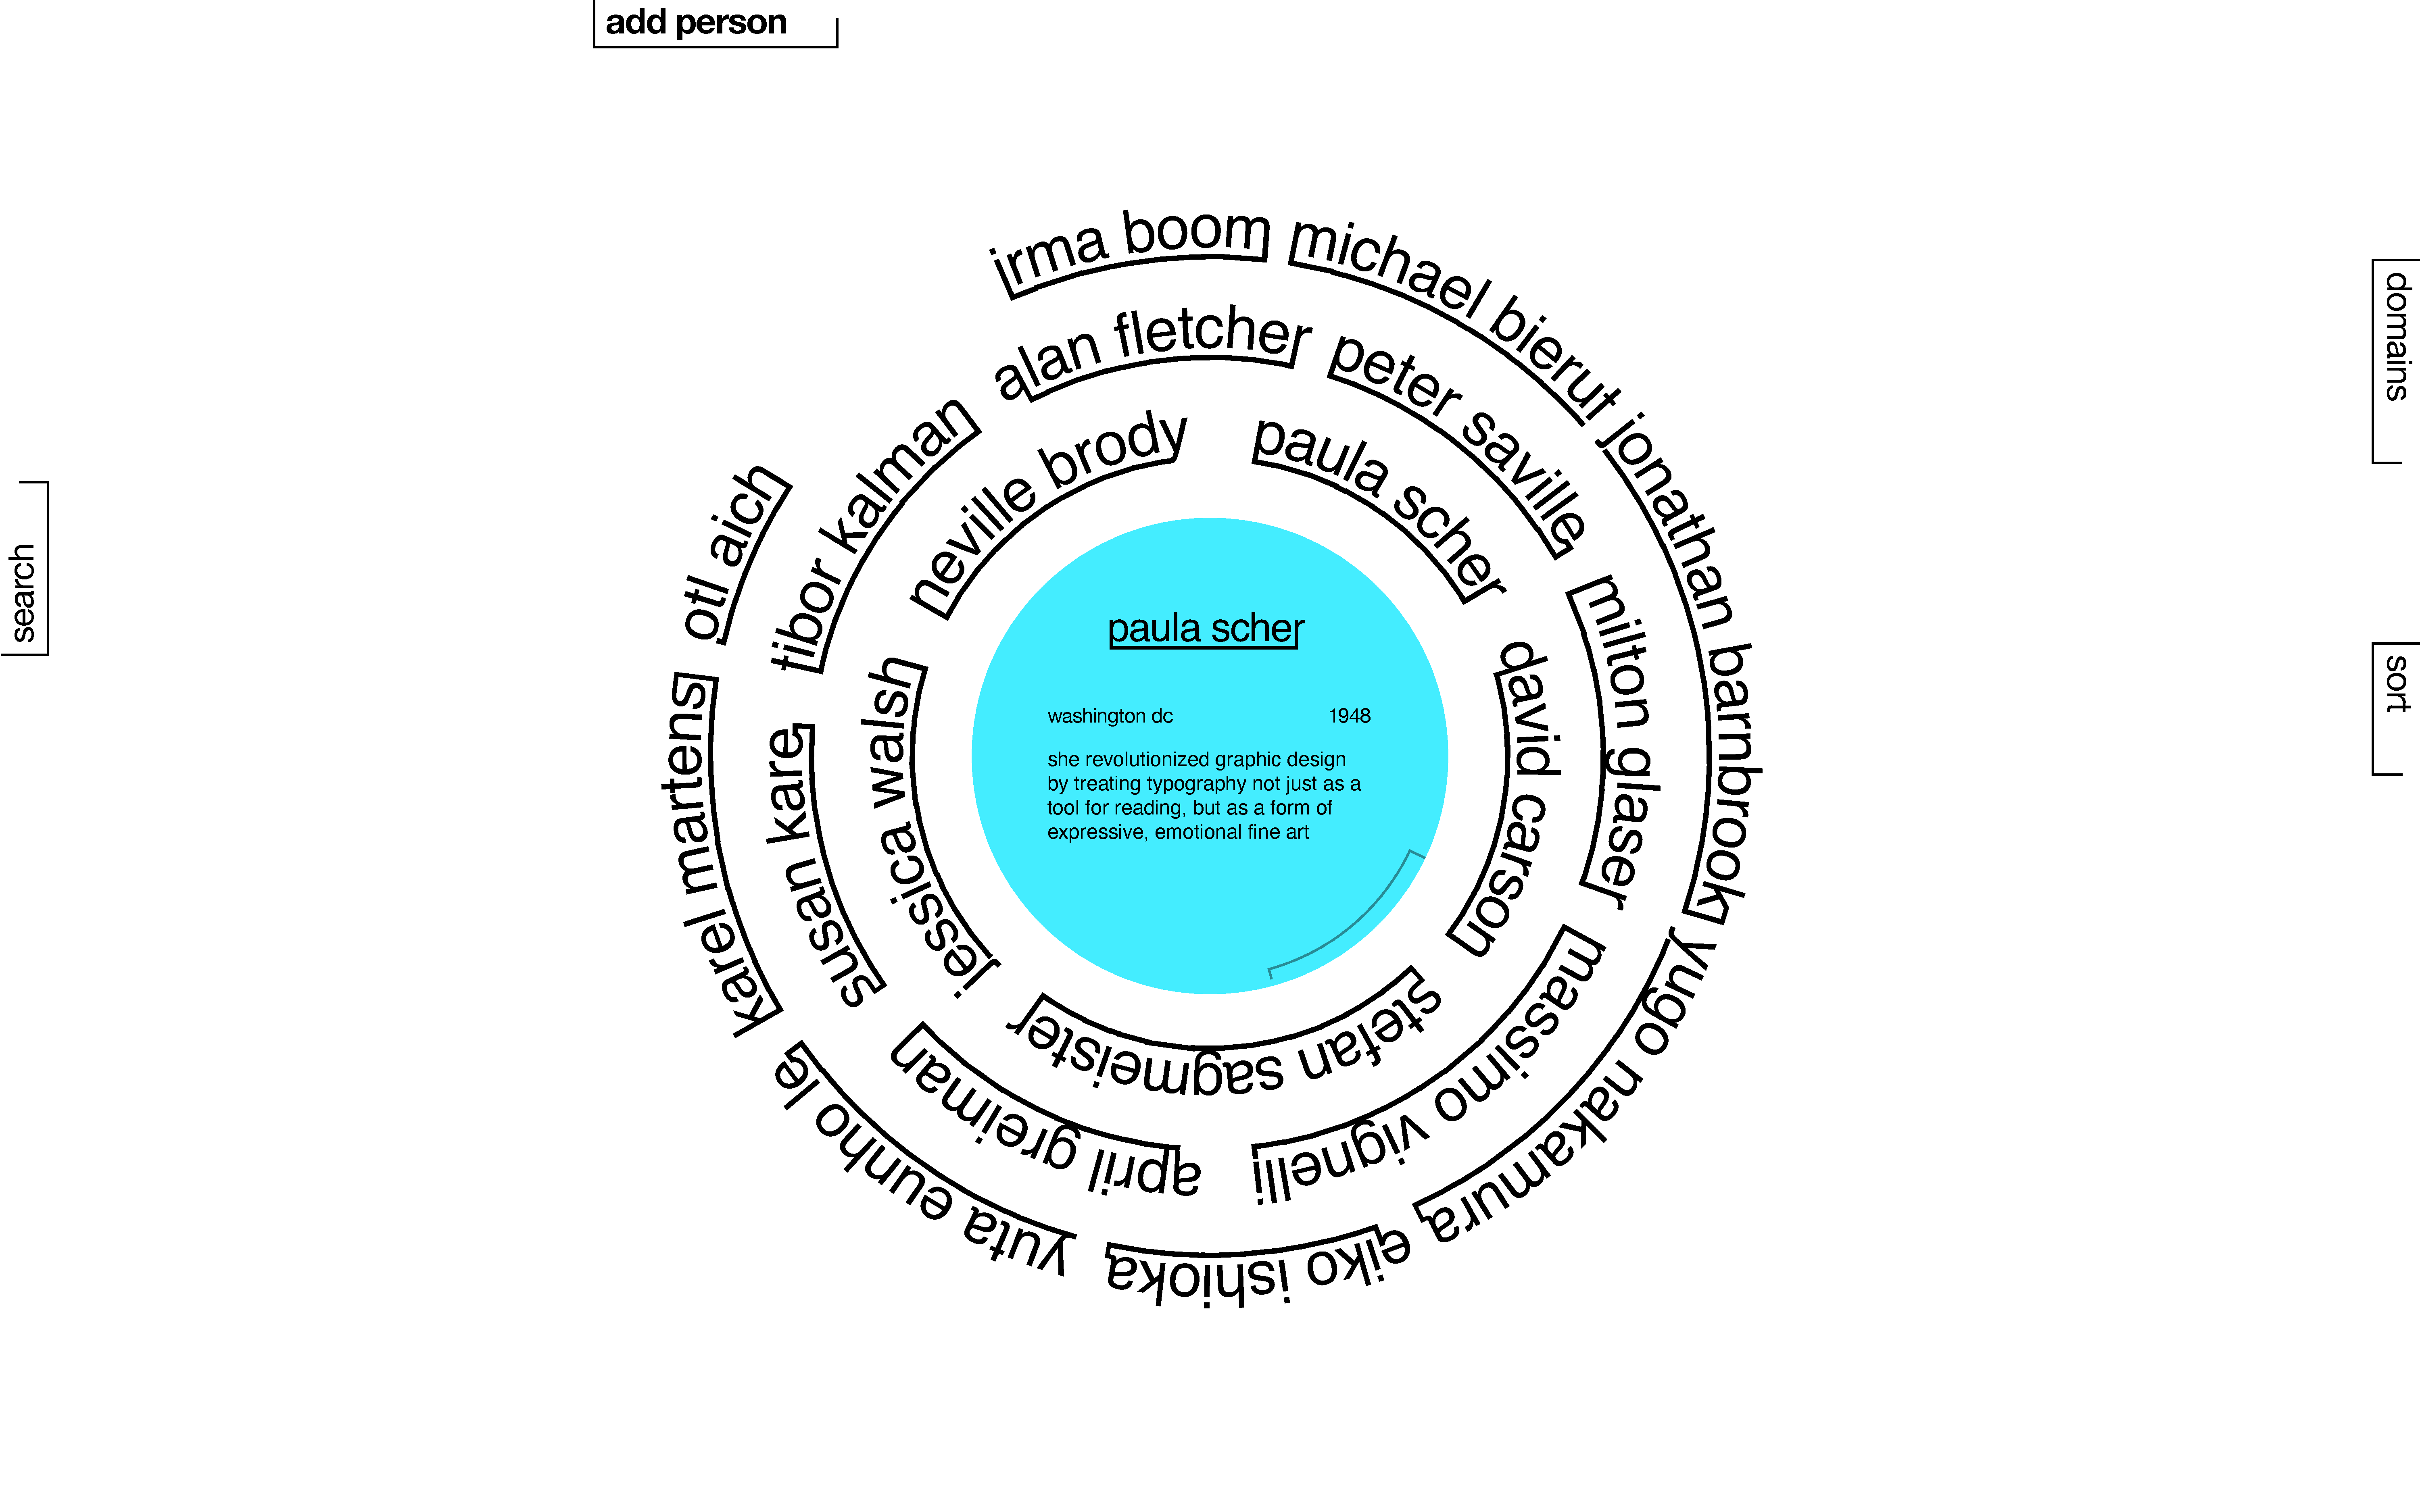 add person
search
domains
sort
irma boom
michael bierut
jonathan barnbrook
yugo nakamura
eiko ishioka
yuta eunho le
karel martens
otl aich
alan fletcher
peter saville
milton glaser
massimo vignelli
april greiman
susan kare
tibor kalman
neville brody
paula scher
david carson
stefan sagmeister
jessica walsh
paula scher
washington dc 1948
she revolutionized graphic design
by treating typography not just as a
tool for reading, but as a form of
expressive, emotional fine art